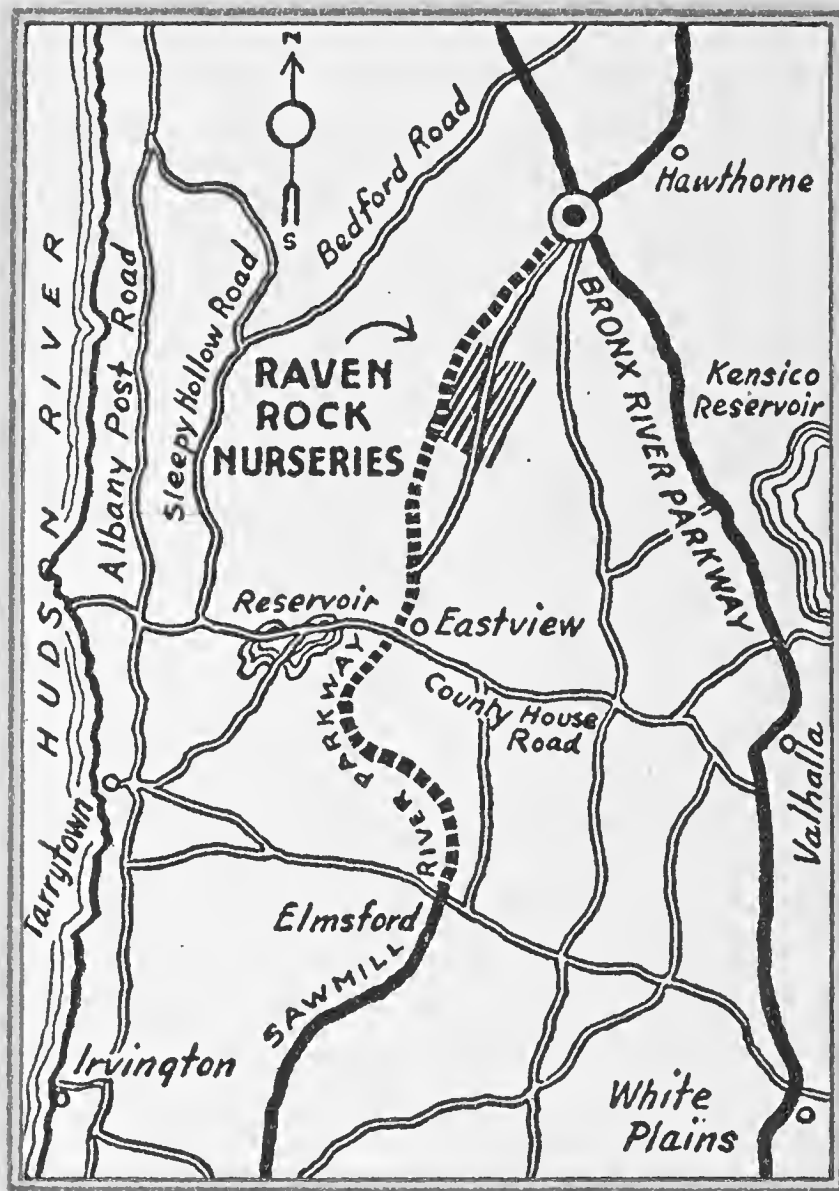 N
S
HUDSON RIVER
Albany Post Road
Sleepy Hollow Road
Bedford Road
Hawthorne
RAVEN
ROCK
NURSERIES
BRONX RIVER PARKWAY
Kensico
Reservoir
Reservoir
Eastview
County House
Road
SAWMILL RIVER PARKWAY
Valhalla
Tarrytown
Elmsford
Irvington
White
Plains